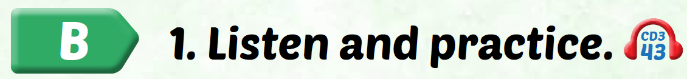 B 1. Listen and practice. CD3
43